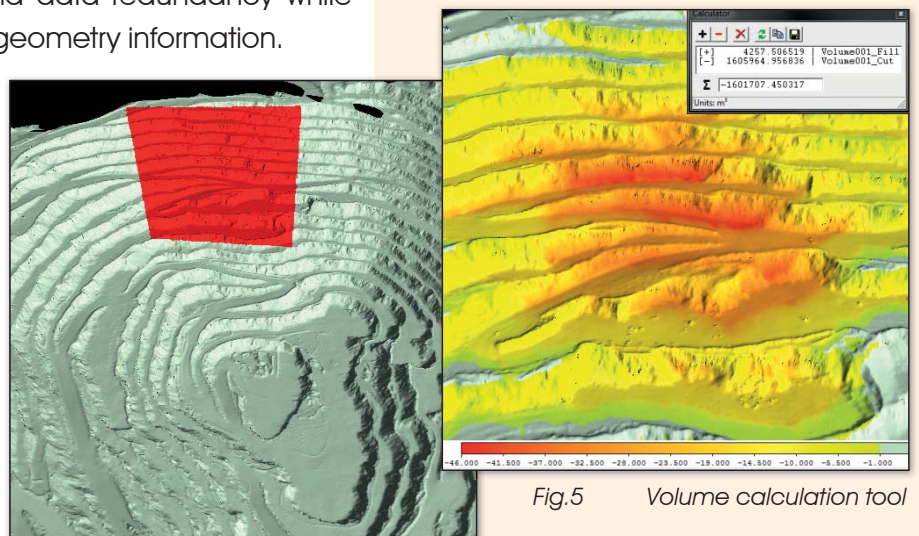 data redundancy while
geometry information.
Calculator
[+] 4257.506519 | Volume001_Fill
[-] 1605964.956836 | Volume001_Cut
Σ -1601707.450317
Units: m³
-46.000 -41.500 -37.000 -32.500 -28.000 -23.500 -19.000 -14.500 -10.000 -5.500 -1.000
Fig.5 Volume calculation tool